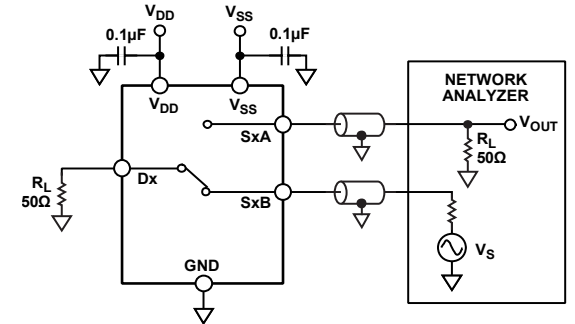 VDD
VSS
0.1µF
0.1µF
VDD
VSS
NETWORK
ANALYZER
SxA
VOUT
RL
50Ω
Dx
RL
50Ω
SxB
VS
GND